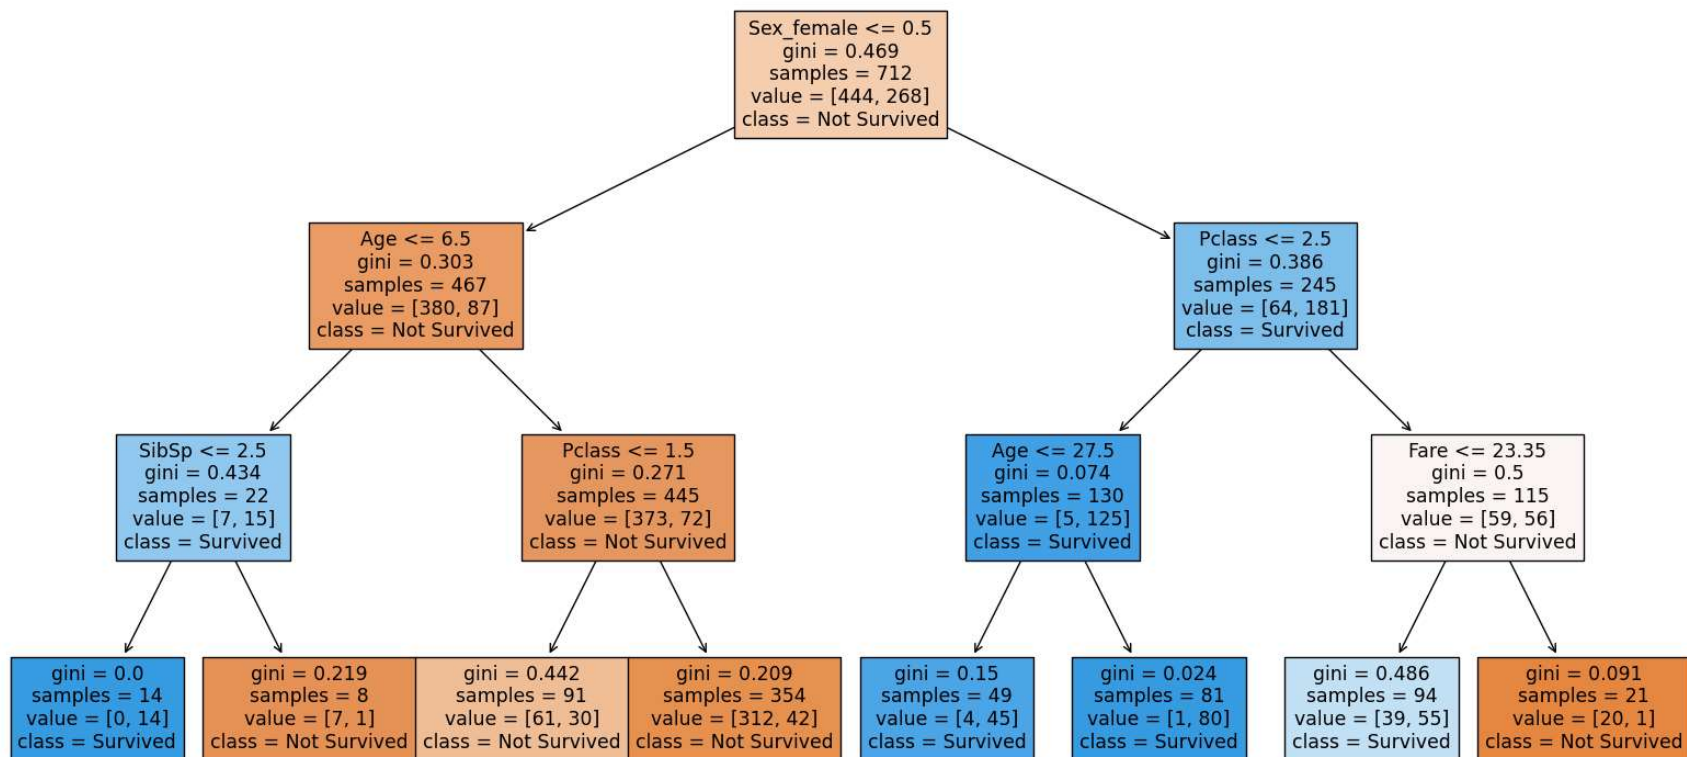 Sex_female <= 0.5
gini = 0.469
samples = 712
value = [444, 268]
class = Not Survived
Age <= 6.5
gini = 0.303
samples = 467
value = [380, 87]
class = Not Survived
Pclass <= 2.5
gini = 0.386
samples = 245
value = [64, 181]
class = Survived
SibSp <= 2.5
gini = 0.434
samples = 22
value = [7, 15]
class = Survived
Pclass <= 1.5
gini = 0.271
samples = 445
value = [373, 72]
class = Not Survived
Age <= 27.5
gini = 0.074
samples = 130
value = [5, 125]
class = Survived
Fare <= 23.35
gini = 0.5
samples = 115
value = [59, 56]
class = Not Survived
gini = 0.0
samples = 14
value = [0, 14]
class = Survived
gini = 0.219
samples = 8
value = [7, 1]
class = Not Survived
gini = 0.442
samples = 91
value = [61, 30]
class = Not Survived
gini = 0.209
samples = 354
value = [312, 42]
class = Not Survived
gini = 0.15
samples = 49
value = [4, 45]
class = Survived
gini = 0.024
samples = 81
value = [1, 80]
class = Survived
gini = 0.486
samples = 94
value = [39, 55]
class = Survived
gini = 0.091
samples = 21
value = [20, 1]
class = Not Survived